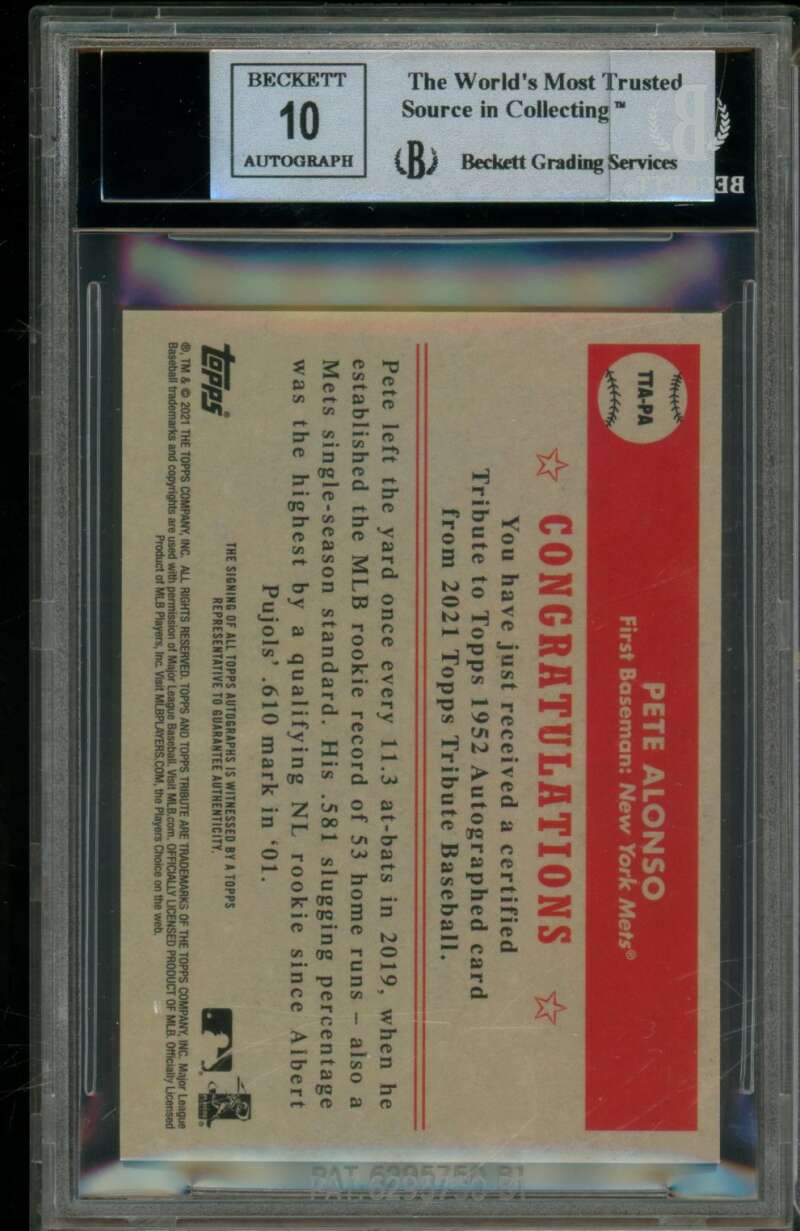 BECKETT
10
AUTOGRAPH
The World's Most Trusted
Source in Collecting™
B
Beckett Grading Services
B
BE
TTA-PA
PETE ALONSO
First Baseman: New York Mets®
CONGRATULATIONS
You have just received a certified
Tribute to Topps 1952 Autographed card
from 2021 Topps Tribute Baseball.
Pete left the yard once every 11.3 at-bats in 2019, when he
established the MLB rookie record of 53 home runs – also a
Mets single-season standard. His .581 slugging percentage
was the highest by a qualifying NL rookie since Albert
Pujols' .610 mark in ‘01.
THE SIGNING OF ALL TOPPS AUTOGRAPHS IS WITNESSED BY A TOPPS
REPRESENTATIVE TO GUARANTEE AUTHENTICITY.
topps®
®, TM & © 2021 THE TOPPS COMPANY, INC. ALL RIGHTS RESERVED. TOPPS AND TOPPS TRIBUTE ARE TRADEMARKS OF THE TOPPS COMPANY, INC. Major League
Baseball trademarks and copyrights are used with permission of Major League Baseball. Visit MLB.com. OFFICIALLY LICENSED PRODUCT OF MLB. Officially Licensed
Product of MLB Players, Inc. Visit MLBPLAYERS.COM, the Players Choice on the web.
PAT. 6295750 B1